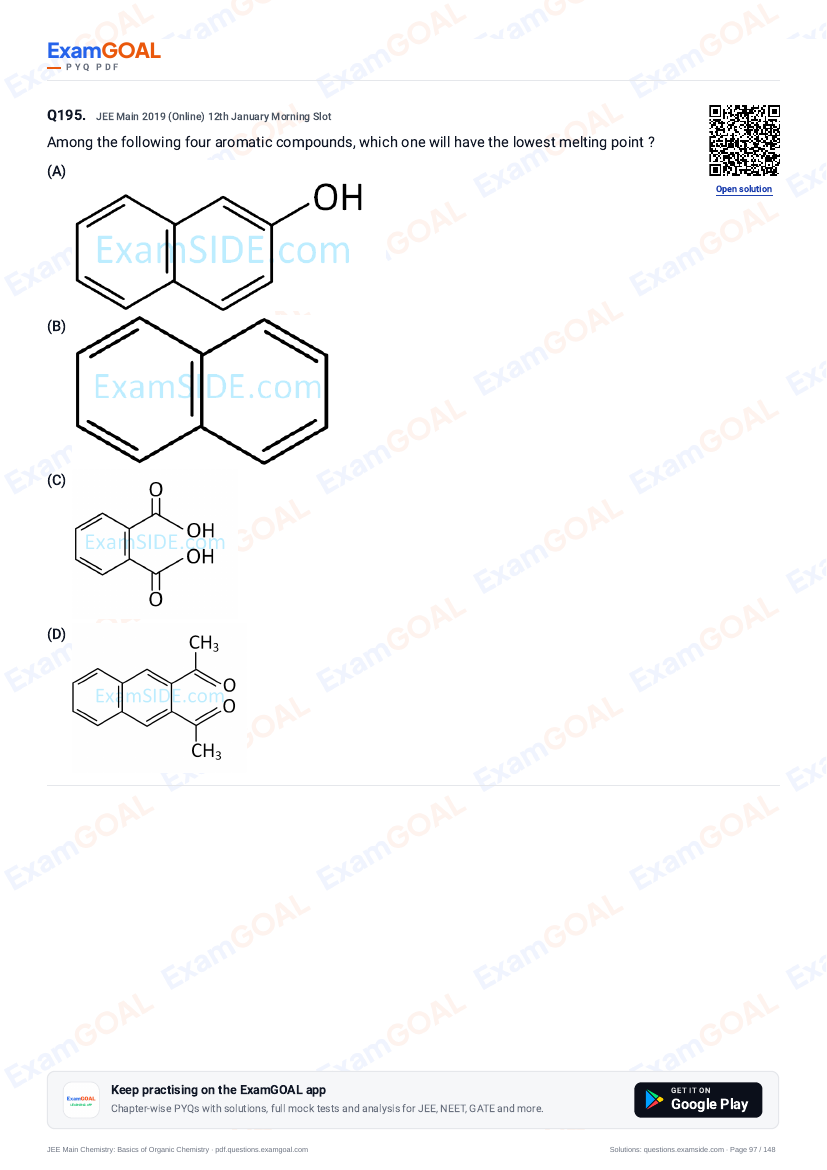 ExamGOAL
PYQ PDF
Q195. JEE Main 2019 (Online) 12th January Morning Slot
Among the following four aromatic compounds, which one will have the lowest melting point ?
Open solution
(A)
OH
ExamSIDE.com
(B)
ExamSIDE.com
(C)
O
OH
ExamSIDE.com
OH
O
(D)
CH3
O
ExamSIDE.com
O
CH3
Keep practising on the ExamGOAL app
Chapter-wise PYQs with solutions, full mock tests and analysis for JEE, NEET, GATE and more.
GET IT ON
Google Play
JEE Main Chemistry: Basics of Organic Chemistry · pdf.questions.examgoal.com
Solutions: questions.examside.com · Page 97 / 148